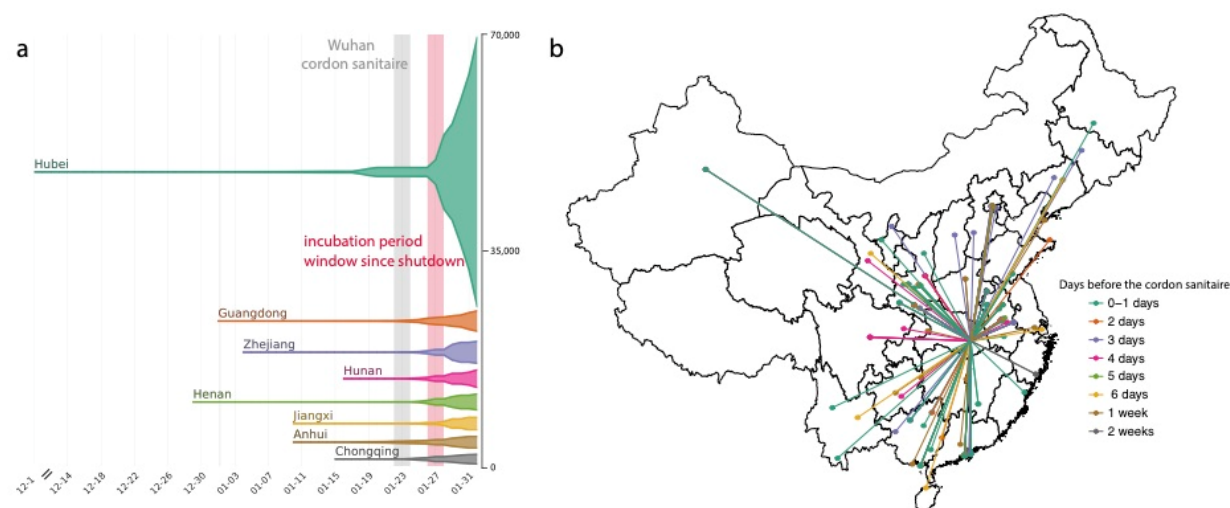 a
Wuhan
cordon sanitaire
70,000
Hubei
incubation period
window since shutdown
35,000
Guangdong
Zhejiang
Hunan
Henan
Jiangxi
Anhui
Chongqing
0
12-1 = 12-14 12-18 12-22 12-26 12-30 01-03 01-07 01-11 01-15 01-19 01-23 01-27 01-31
b
Days before the cordon sanitaire
0–1 days
2 days
3 days
4 days
5 days
6 days
1 week
2 weeks